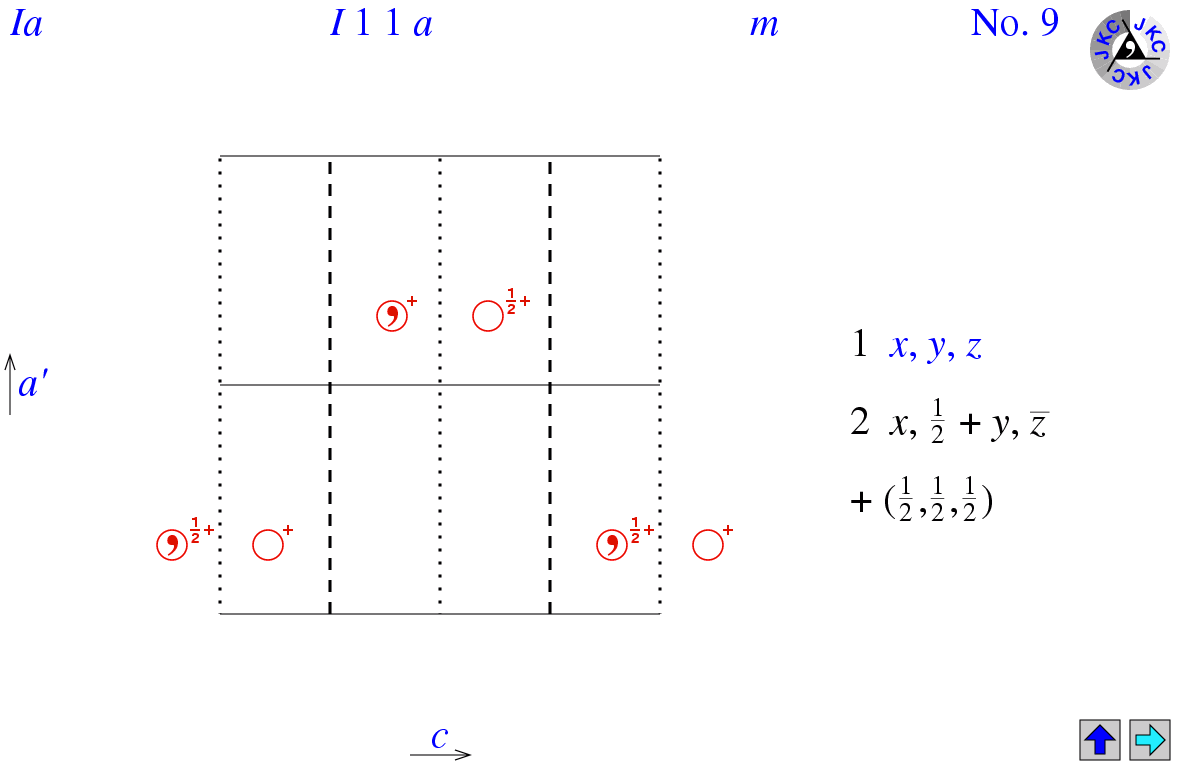 Ia I 1 1 a m No. 9
JKC JKC JKC
+ 1/2 +
1 x, y, z
a'
2 x, 1/2 + y, z̅
+ (1/2, 1/2, 1/2)
1/2 + + 1/2 + +
c